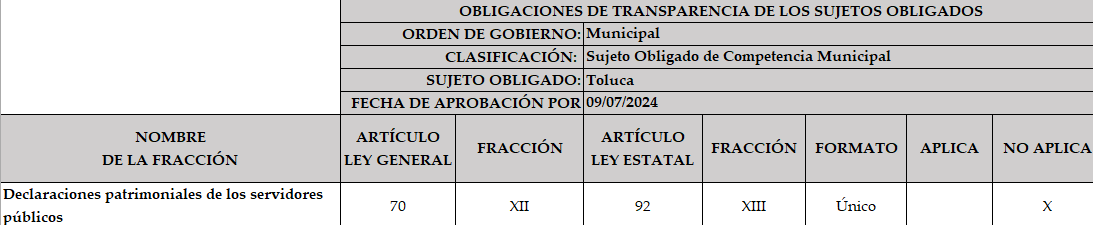 OBLIGACIONES DE TRANSPARENCIA DE LOS SUJETOS OBLIGADOS
ORDEN DE GOBIERNO: Municipal
CLASIFICACIÓN: Sujeto Obligado de Competencia Municipal
SUJETO OBLIGADO: Toluca
FECHA DE APROBACIÓN POR 09/07/2024
NOMBRE
DE LA FRACCIÓN
ARTÍCULO
LEY GENERAL
FRACCIÓN
ARTÍCULO
LEY ESTATAL
FRACCIÓN
FORMATO
APLICA
NO APLICA
Declaraciones patrimoniales de los servidores
públicos
70
XII
92
XIII
Único
X